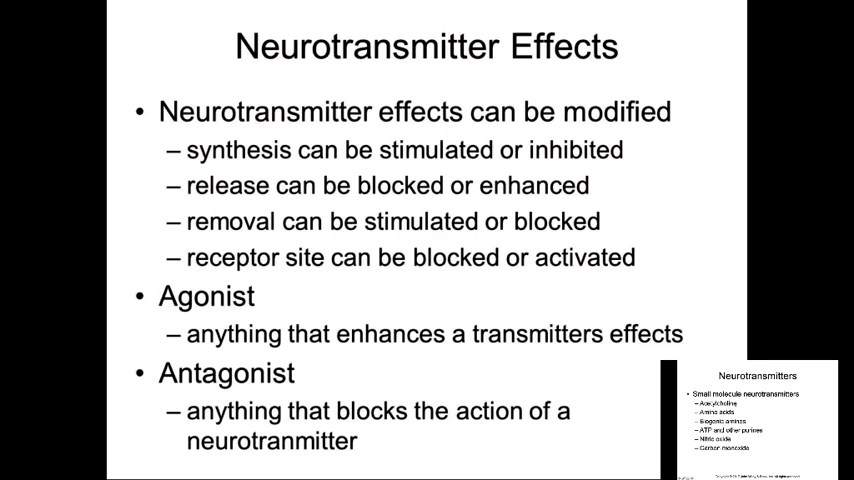 Neurotransmitter Effects
• Neurotransmitter effects can be modified
– synthesis can be stimulated or inhibited
– release can be blocked or enhanced
– removal can be stimulated or blocked
– receptor site can be blocked or activated
• Agonist
– anything that enhances a transmitters effects
• Antagonist
– anything that blocks the action of a
neurotranmitter
Neurotransmitters
• Small molecule neurotransmitters
– Acetylcholine
– Amino acids
– Biogenic amines
– ATP and other purines
– Nitric oxide
– Carbon monoxide